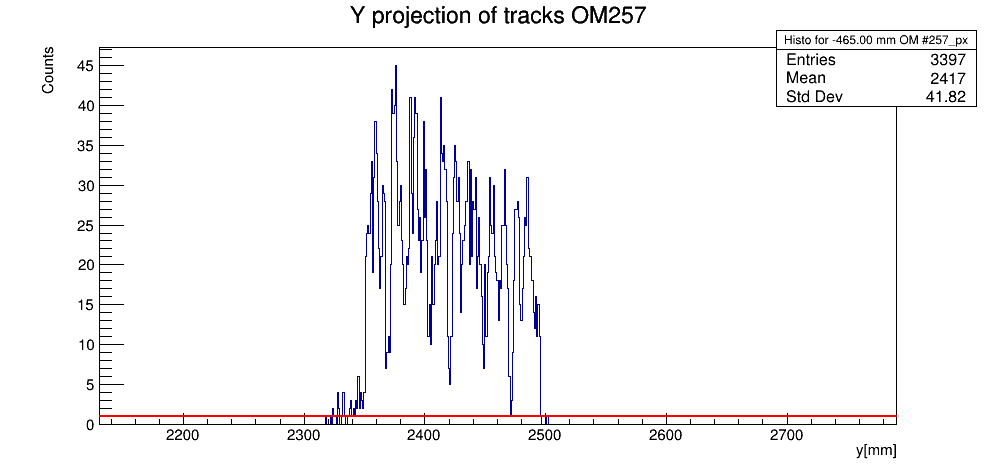 Y projection of tracks OM257
Histo for -465.00 mm OM #257_px
Entries 3397
Mean 2417
Std Dev 41.82
Counts
45
40
35
30
25
20
15
10
5
0
2200 2300 2400 2500 2600 2700
y[mm]